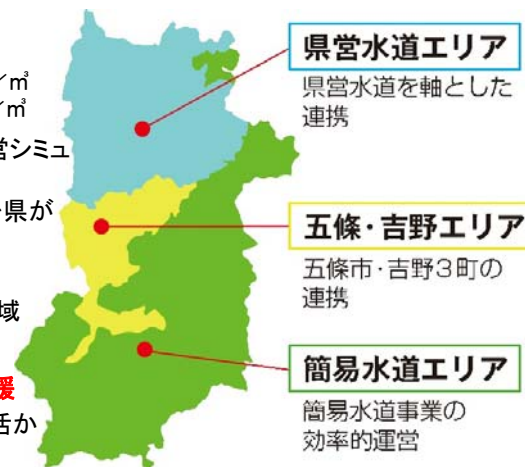 ／㎥
／㎥
営シミュ
県が
域
援
活か
県営水道エリア
県営水道を軸とした
連携
五條・吉野エリア
五條市・吉野３町の
連携
簡易水道エリア
簡易水道事業の
効率的運営